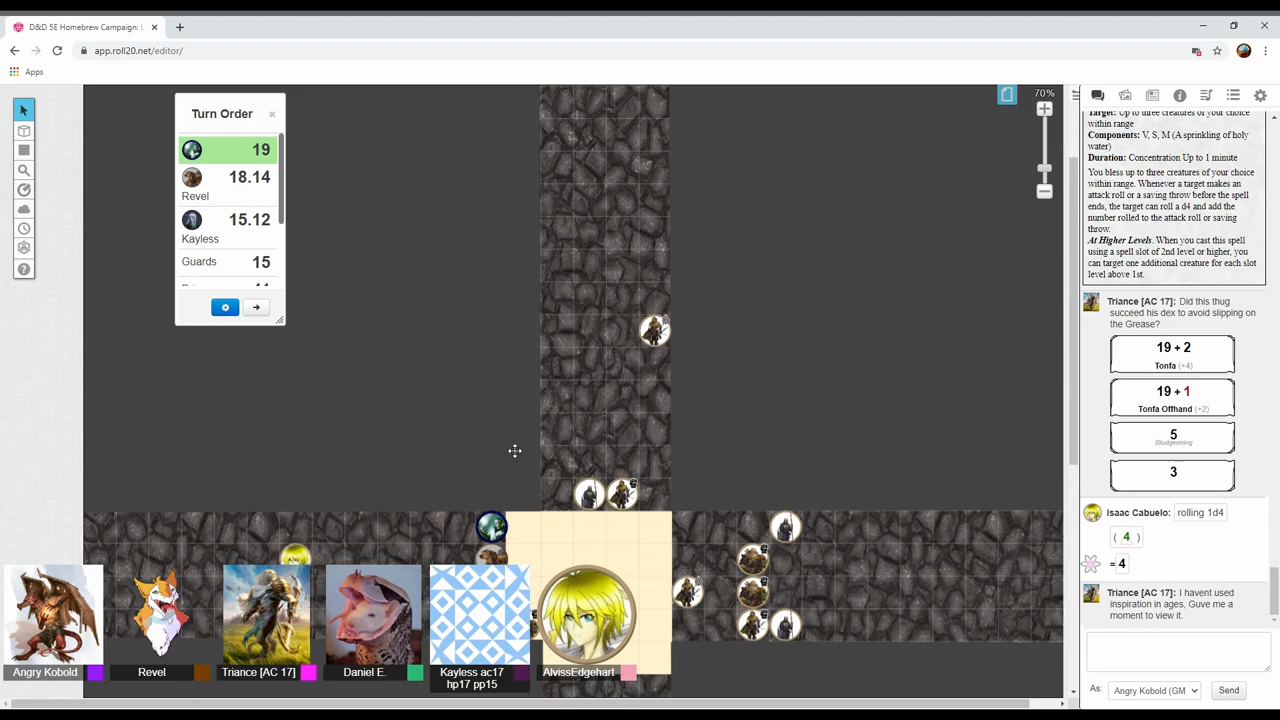 D&D 5E Homebrew Campaign:
app.roll20.net/editor/
Apps
Turn Order
19
18.14
Revel
15.12
Kayless
Guards 15
70%
Target: Up to three creatures of your choice
within range
Components: V, S, M (A sprinkling of holy
water)
Duration: Concentration Up to 1 minute
You bless up to three creatures of your choice
within range. Whenever a target makes an
attack roll or a saving throw before the spell
ends, the target can roll a d4 and add the
number rolled to the attack roll or saving
throw.
At Higher Levels. When you cast this spell
using a spell slot of 2nd level or higher, you
can target one additional creature for each slot
level above 1st.
Triance [AC 17]: Did this thug
succeed his dex to avoid slipping on
the Grease?
19 + 2
Tonfa (+4)
19 + 1
Tonfa Offhand (+2)
5
Bludgeoning
3
Isaac Cabuelo: rolling 1d4
( 4 )
= 4
Triance [AC 17]: I havent used
inspiration in ages, Guve me a
moment to view it.
As: Angry Kobold (GM Send
Angry Kobold
Revel
Triance [AC 17]
Daniel E.
Kayless ac17
hp17 pp15
AlvissEdgehart